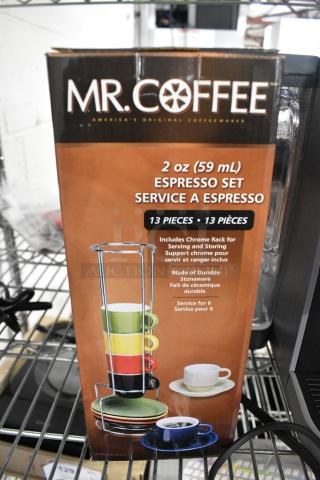 MR. COFFEE
AMERICA'S ORIGINAL COFFEEMAKER
2 oz (59 mL)
ESPRESSO SET
SERVICE A ESPRESSO
13 PIECES • 13 PIÈCES
Includes Chrome Rack for
Serving and Storing
Support chrome pour
servir et ranger inclus
Made of Durable
Stoneware
Fait de céramique
durable
Service for 6
Service pour 6